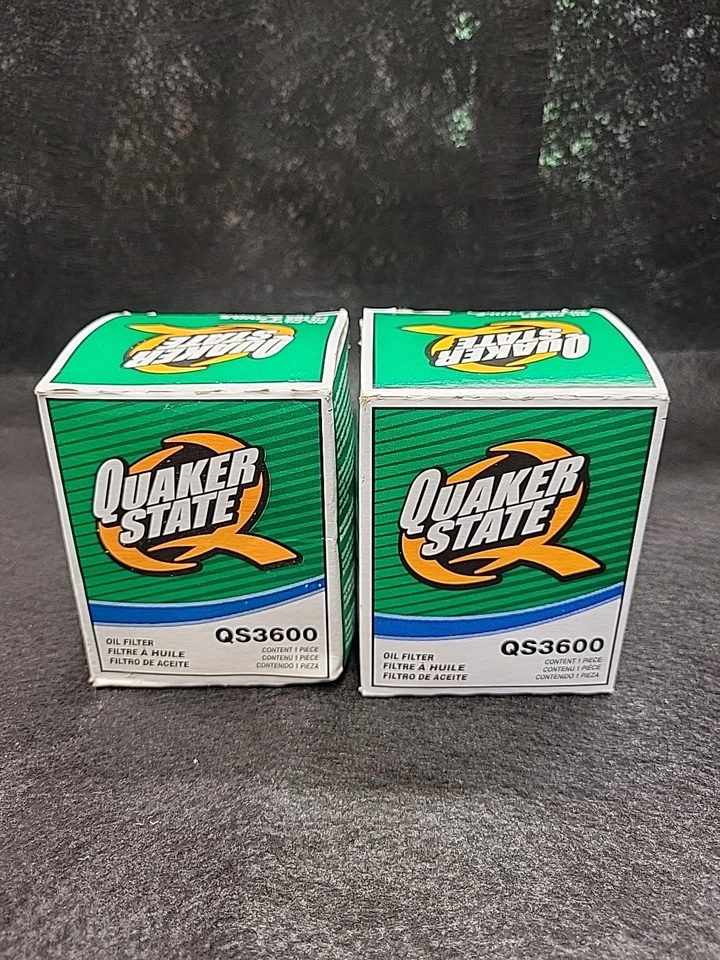 QUAKER
STATE
QUAKER
STATE
QUAKER
STATE
QS3600
OIL FILTER
FILTRE À HUILE
FILTRO DE ACEITE
CONTENT 1 PIECE
CONTENU 1 PIÈCE
CONTENIDO 1 PIEZA
QUAKER
STATE
QS3600
OIL FILTER
FILTRE À HUILE
FILTRO DE ACEITE
CONTENT 1 PIECE
CONTENU 1 PIÈCE
CONTENIDO 1 PIEZA